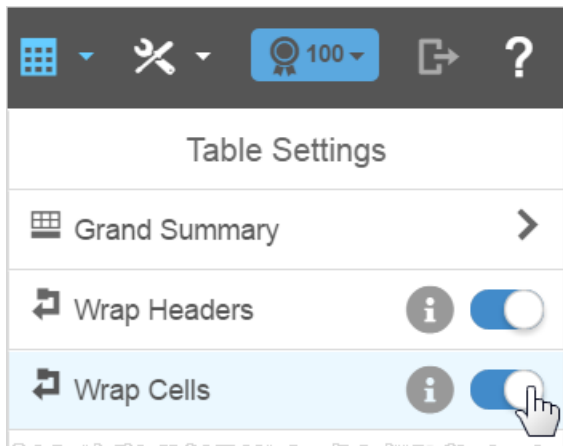 100
?
Table Settings
Grand Summary
Wrap Headers
Wrap Cells